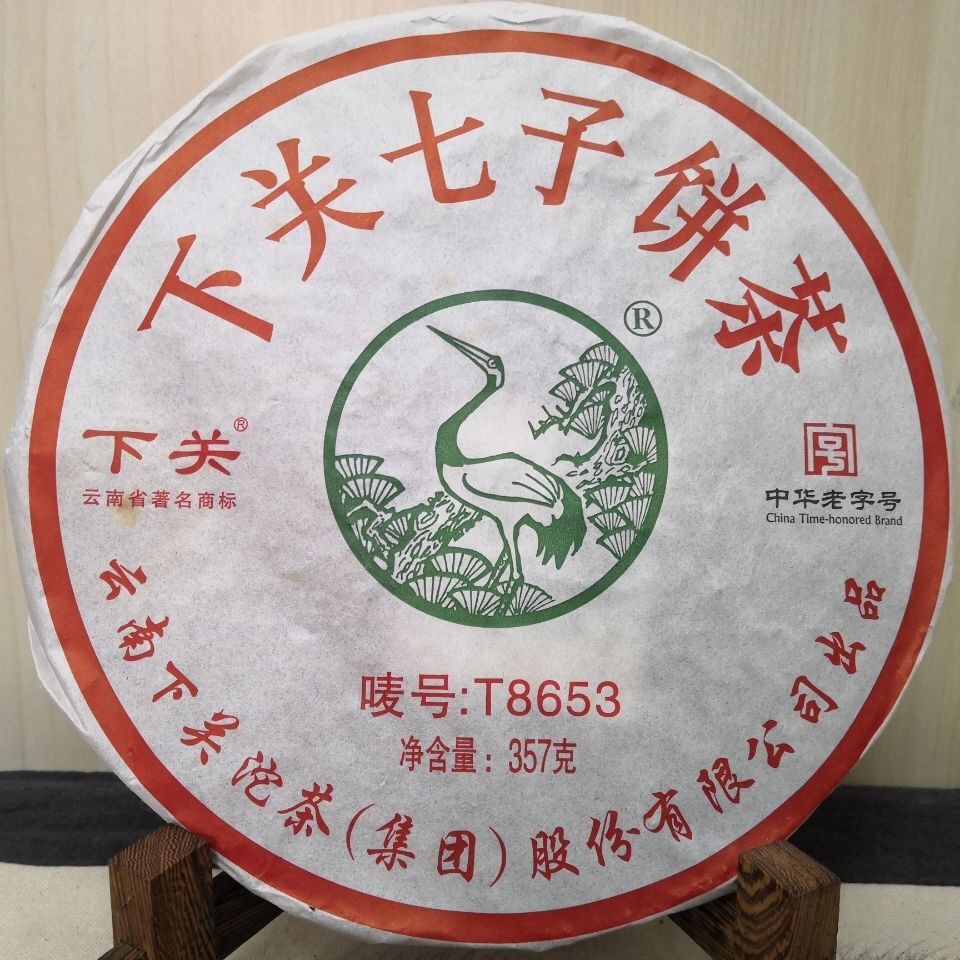 下关七子饼茶
®
下关®
云南省著名商标
字号
中华老字号
China Time-honored Brand
唛号:T8653
净含量:357克
云南下关沱茶(集团)股份有限公司出品